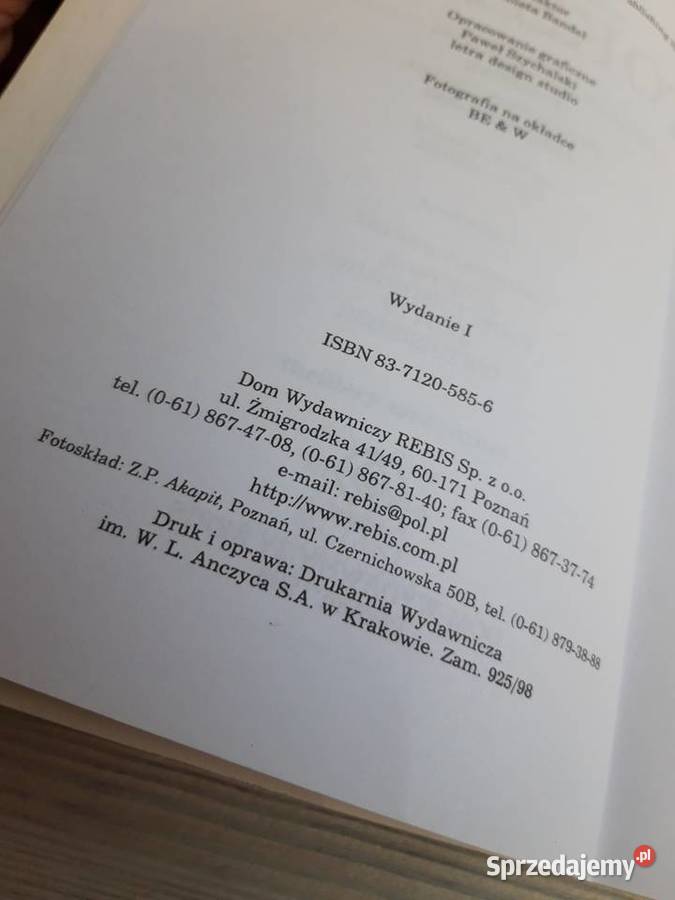 Opracowanie graficzne
Paweł Szychalski
letra design studio
Fotografia na okładce
BE & W
Wydanie I
ISBN 83-7120-585-6
Dom Wydawniczy REBIS Sp. z o.o.
ul. Żmigrodzka 41/49, 60-171 Poznań
tel. (0-61) 867-47-08, (0-61) 867-81-40; fax (0-61) 867-37-74
e-mail: rebis@pol.pl
http://www.rebis.com.pl
Fotoskład: Z.P. Akapit, Poznań, ul. Czernichowska 50B, tel. (0-61) 879-38-88
Druk i oprawa: Drukarnia Wydawnicza
im. W. L. Anczyca S.A. w Krakowie. Zam. 925/98
Sprzedajemy.pl